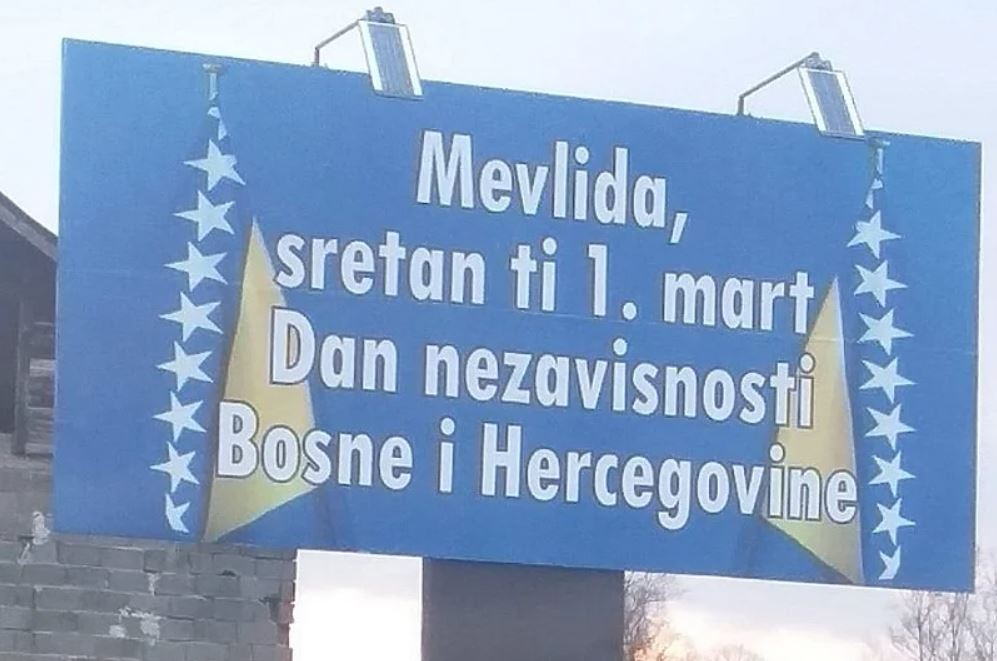 Mevlida,
sretan ti 1. mart
Dan nezavisnosti
Bosne i Hercegovine